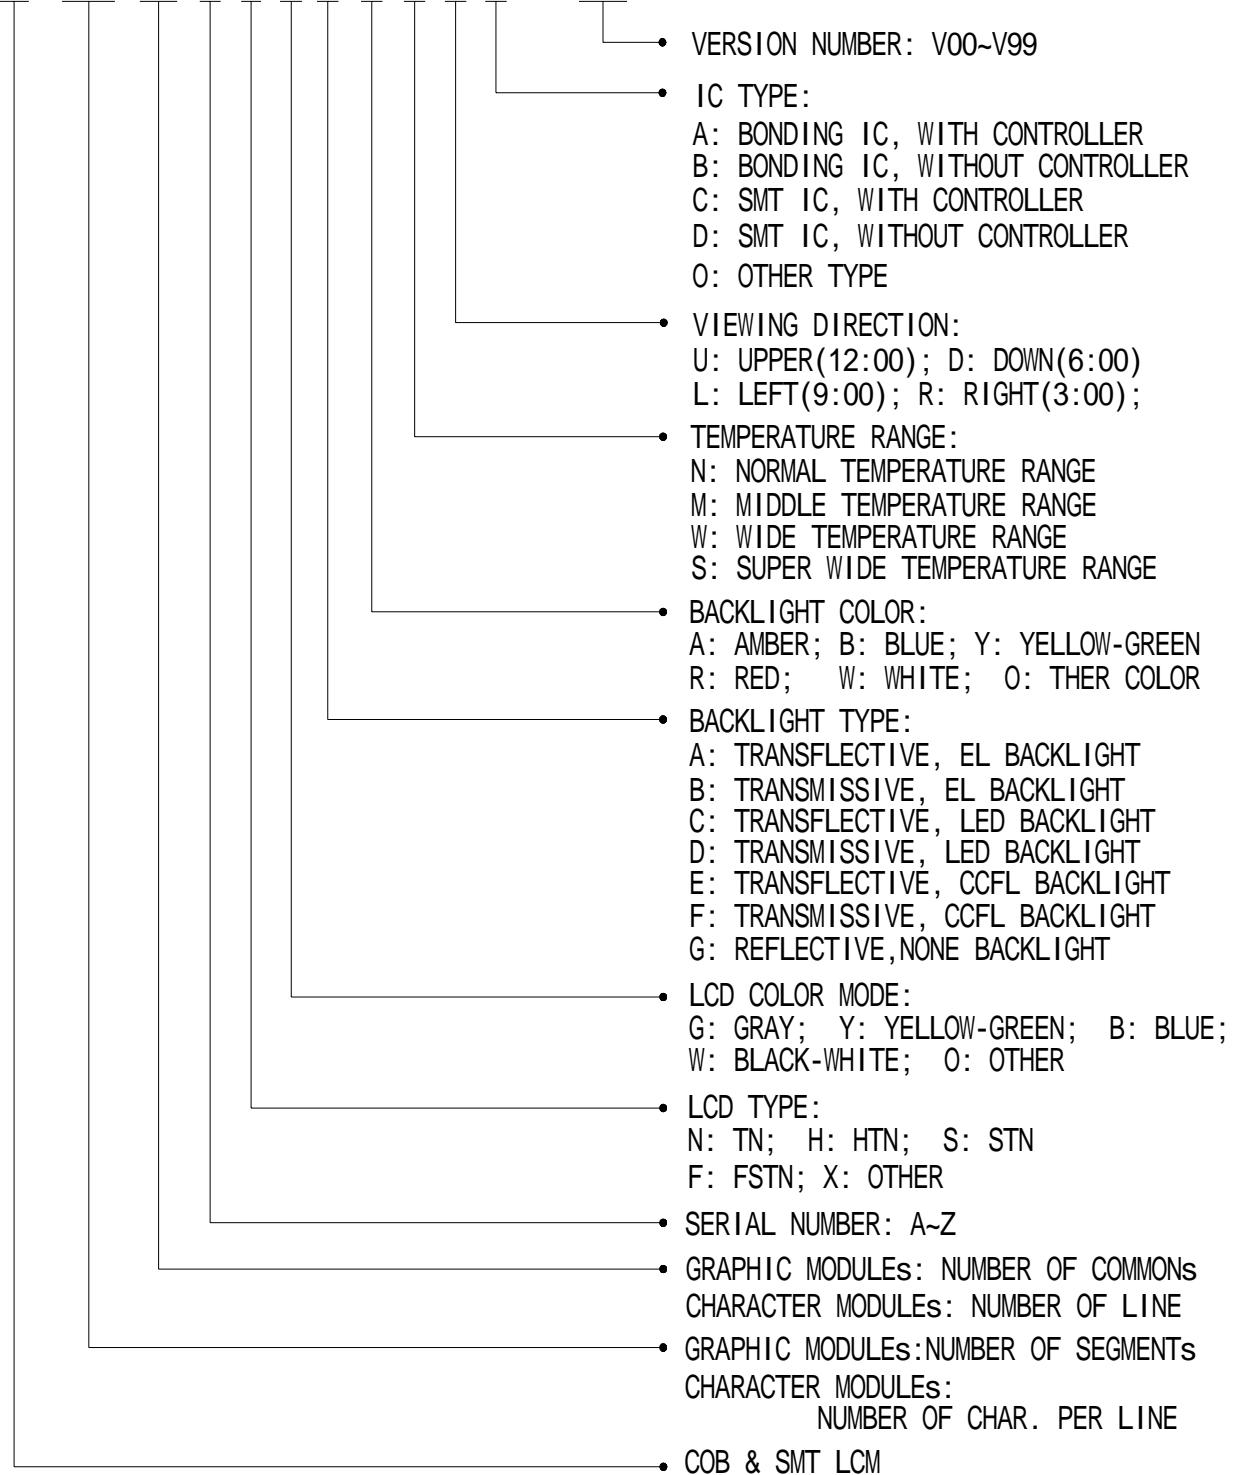 VERSION NUMBER: V00~V99
IC TYPE:
A: BONDING IC, WITH CONTROLLER
B: BONDING IC, WITHOUT CONTROLLER
C: SMT IC, WITH CONTROLLER
D: SMT IC, WITHOUT CONTROLLER
O: OTHER TYPE
VIEWING DIRECTION:
U: UPPER(12:00); D: DOWN(6:00)
L: LEFT(9:00); R: RIGHT(3:00);
TEMPERATURE RANGE:
N: NORMAL TEMPERATURE RANGE
M: MIDDLE TEMPERATURE RANGE
W: WIDE TEMPERATURE RANGE
S: SUPER WIDE TEMPERATURE RANGE
BACKLIGHT COLOR:
A: AMBER; B: BLUE; Y: YELLOW-GREEN
R: RED; W: WHITE; O: THER COLOR
BACKLIGHT TYPE:
A: TRANSFLECTIVE, EL BACKLIGHT
B: TRANSMISSIVE, EL BACKLIGHT
C: TRANSFLECTIVE, LED BACKLIGHT
D: TRANSMISSIVE, LED BACKLIGHT
E: TRANSFLECTIVE, CCFL BACKLIGHT
F: TRANSMISSIVE, CCFL BACKLIGHT
G: REFLECTIVE,NONE BACKLIGHT
LCD COLOR MODE:
G: GRAY; Y: YELLOW-GREEN; B: BLUE;
W: BLACK-WHITE; O: OTHER
LCD TYPE:
N: TN; H: HTN; S: STN
F: FSTN; X: OTHER
SERIAL NUMBER: A~Z
GRAPHIC MODULEs: NUMBER OF COMMONs
CHARACTER MODULEs: NUMBER OF LINE
GRAPHIC MODULEs:NUMBER OF SEGMENTs
CHARACTER MODULEs:
NUMBER OF CHAR. PER LINE
COB & SMT LCM